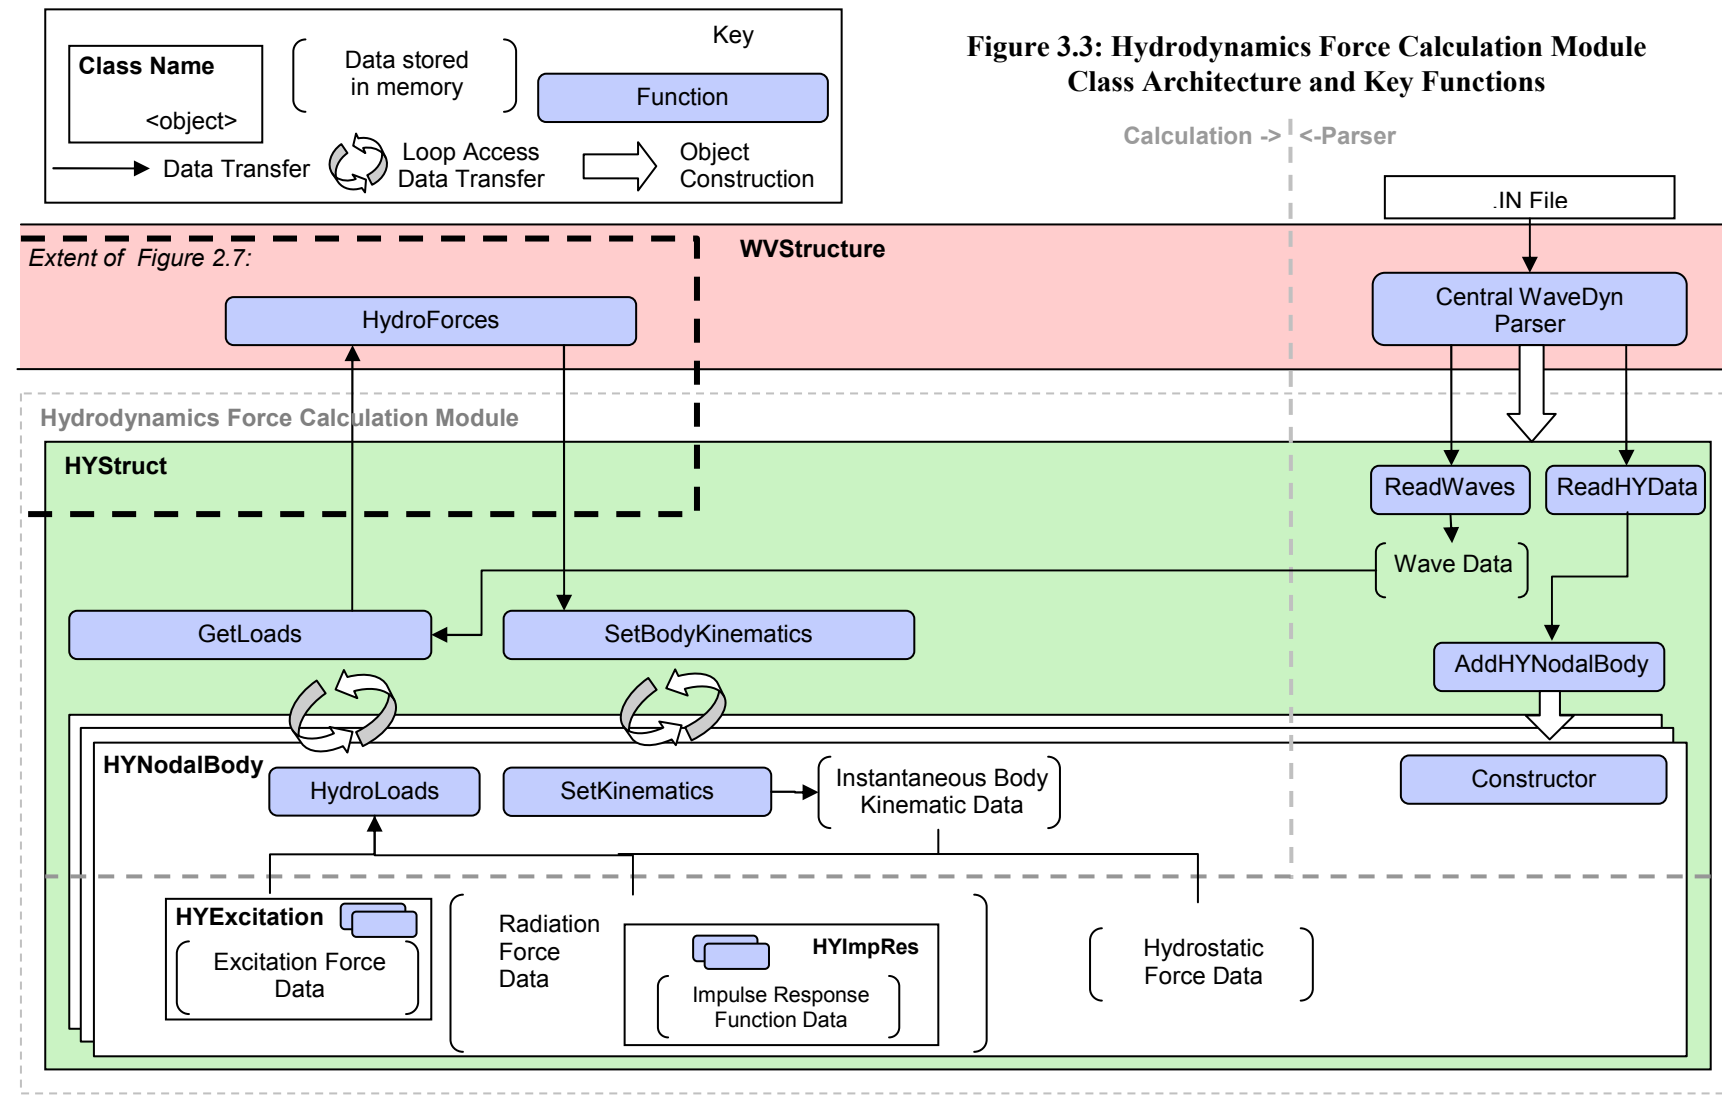 Key
Class Name
<object>
Data stored
in memory
Function
Data Transfer
Loop Access
Data Transfer
Object
Construction
Figure 3.3: Hydrodynamics Force Calculation Module
Class Architecture and Key Functions
Calculation -> <-Parser
.IN File
WVStructure
Extent of Figure 2.7:
HydroForces
Central WaveDyn
Parser
Hydrodynamics Force Calculation Module
HYStruct
ReadWaves
ReadHYData
Wave Data
GetLoads
SetBodyKinematics
AddHYNodalBody
HYNodalBody
HydroLoads
SetKinematics
Instantaneous Body
Kinematic Data
Constructor
HYExcitation
Excitation Force
Data
Radiation
Force
Data
HYImpRes
Impulse Response
Function Data
Hydrostatic
Force Data